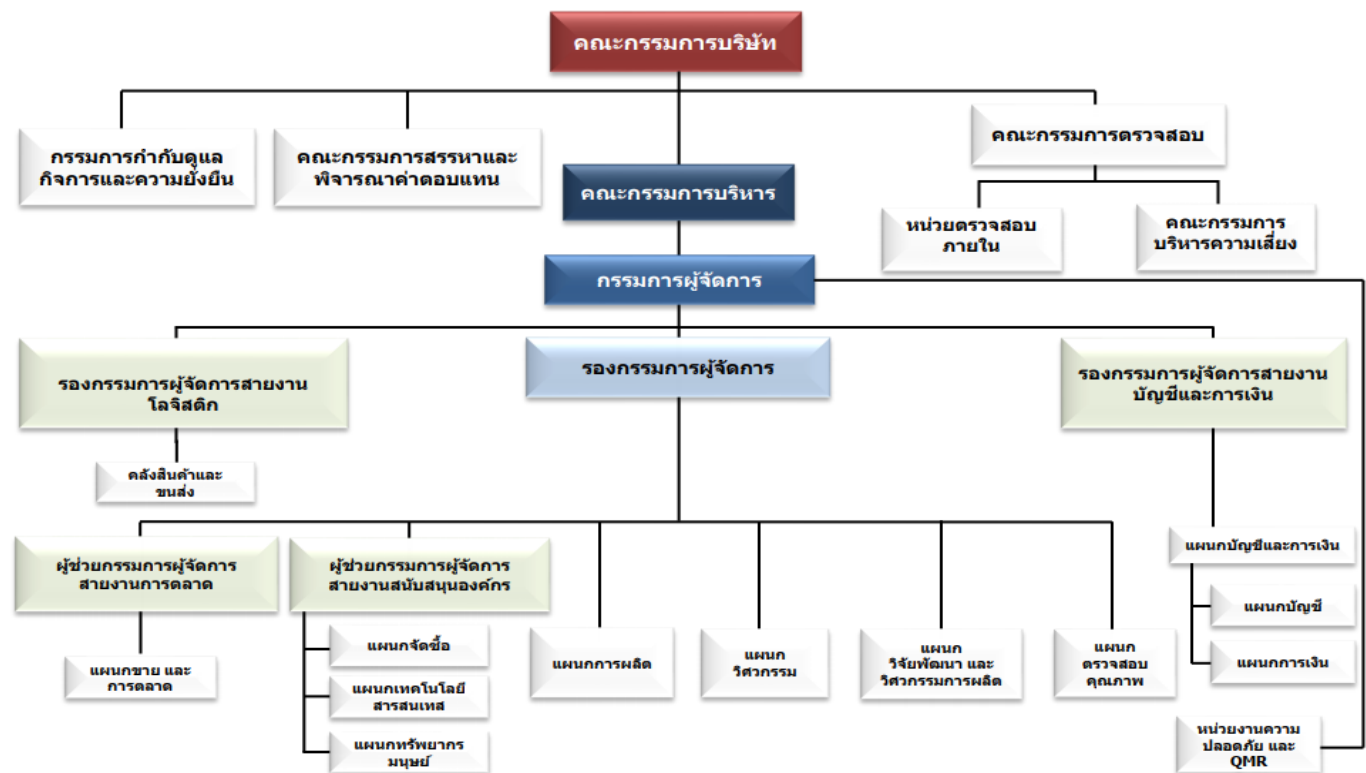 คณะกรรมการบริษัท
กรรมการกำกับดูแล
กิจการและความยั่งยืน
คณะกรรมการสรรหาและ
พิจารณาค่าตอบแทน
คณะกรรมการตรวจสอบ
คณะกรรมการบริหาร
หน่วยตรวจสอบ
ภายใน
คณะกรรมการ
บริหารความเสี่ยง
กรรมการผู้จัดการ
รองกรรมการผู้จัดการสายงาน
โลจิสติก
รองกรรมการผู้จัดการ
รองกรรมการผู้จัดการสายงาน
บัญชีและการเงิน
คลังสินค้าและ
ขนส่ง
ผู้ช่วยกรรมการผู้จัดการ
สายงานการตลาด
ผู้ช่วยกรรมการผู้จัดการ
สายงานสนับสนุนองค์กร
แผนกบัญชีและการเงิน
แผนกบัญชี
แผนกการเงิน
แผนกขาย และ
การตลาด
แผนกจัดซื้อ
แผนกเทคโนโลยี
สารสนเทส
แผนกทรัพยากร
มนุษย์
แผนกการผลิต
แผนก
วิศวกรรม
แผนก
วิจัยพัฒนา และ
วิศวกรรมการผลิต
แผนก
ตรวจสอบ
คุณภาพ
หน่วยงานความ
ปลอดภัย และ
QMR